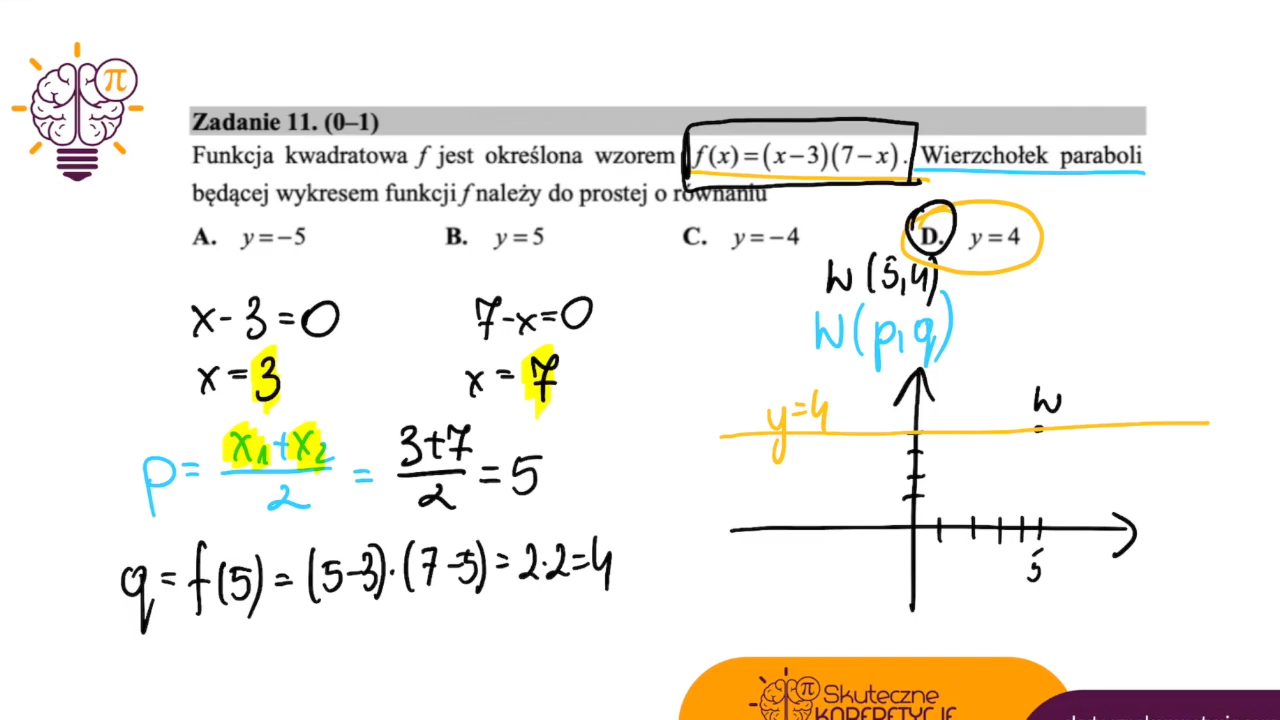 π
Zadanie 11. (0–1)
Funkcja kwadratowa f jest określona wzorem f(x)=(x−3)(7−x). Wierzchołek paraboli
będącej wykresem funkcji f należy do prostej o równaniu
A. y=−5 B. y=5 C. y=−4 D. y=4
W (5,4)
x-3=0 7-x=0
W(p,q)
x=3 x=7
y=4 W
p= x₁+x₂/2 = 3+7/2 = 5
5
q=f(5)=(5-3)·(7-5)=2·2=4
π
Skuteczne
KOREPETYCJE